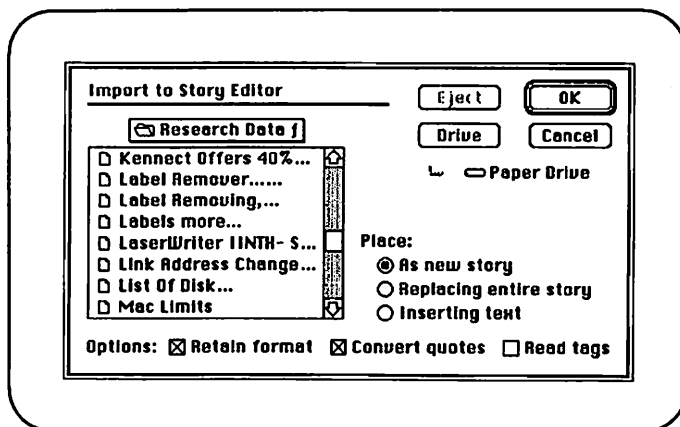 Import to Story Editor
Eject
OK
Research Data ƒ
Drive
Cancel
Kennect Offers 40%...
Paper Drive
Label Remover......
Label Removing,...
Labels more...
LaserWriter IINTH- S...
Place:
Link Address Change...
As new story
List Of Disk...
Replacing entire story
Mac Limits
Inserting text
Options: Retain format Convert quotes Read tags